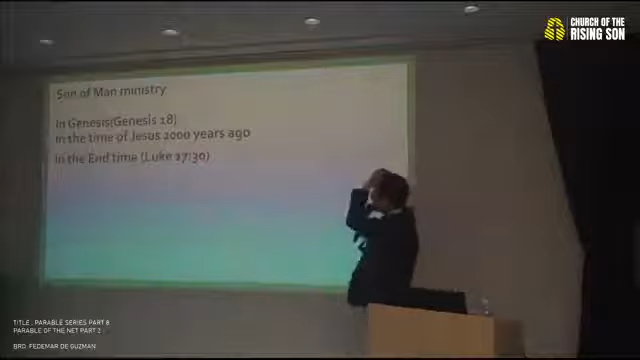 CHURCH OF THE
RISING SON
Son of Man ministry
In Genesis(Genesis 18)
In the time of Jesus 2000 years ago
In the End time (Luke 17:30)
TITLE : PARABLE SERIES PART 8
PARABLE OF THE NET PART 2
BRO. FEDEMAR DE GUZMAN